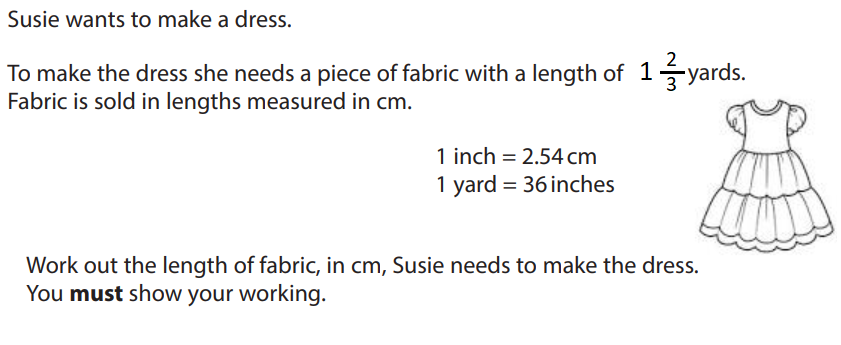 Susie wants to make a dress.
To make the dress she needs a piece of fabric with a length of 1 2/3 yards.
Fabric is sold in lengths measured in cm.
1 inch = 2.54 cm
1 yard = 36 inches
Work out the length of fabric, in cm, Susie needs to make the dress.
You must show your working.